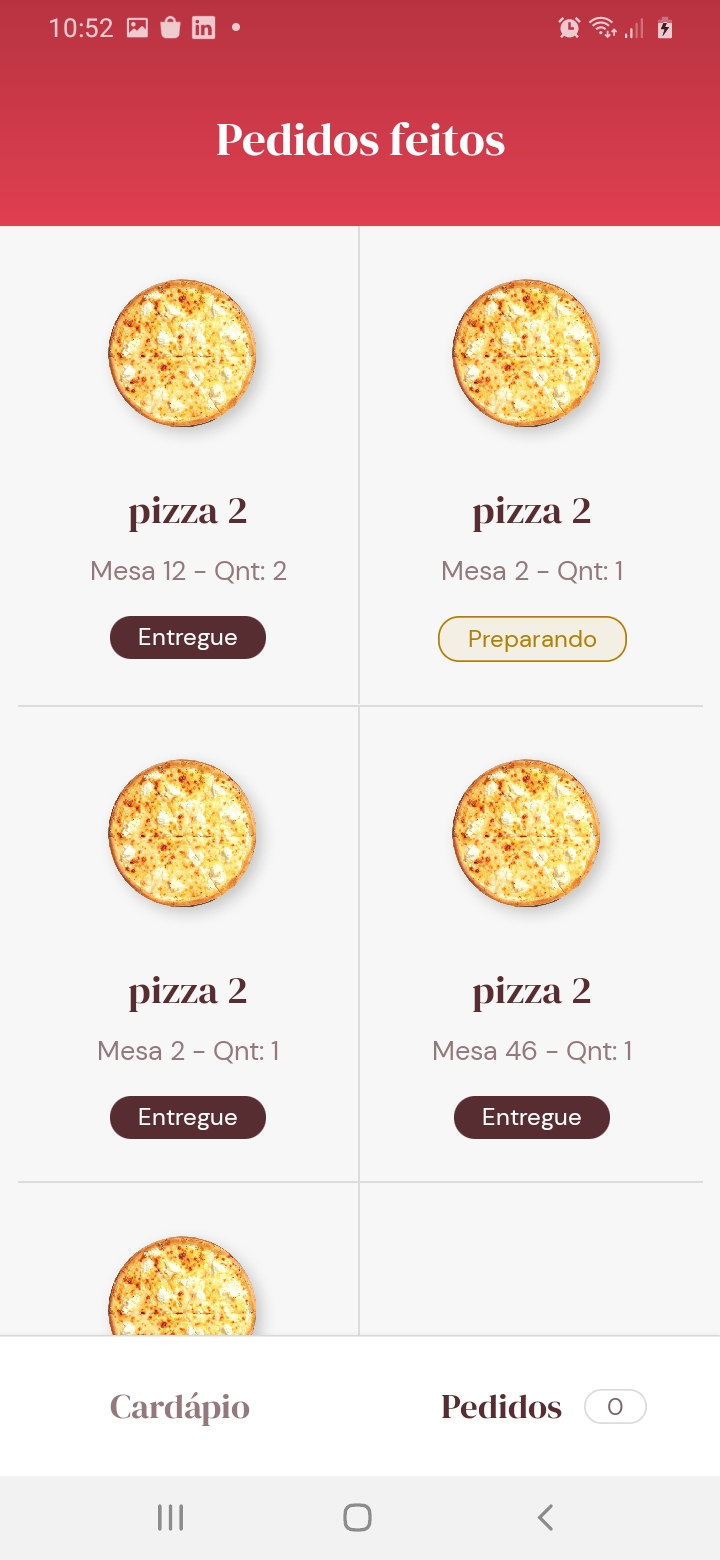 10:52
Pedidos feitos
pizza 2
Mesa 12 - Qnt: 2
Entregue
pizza 2
Mesa 2 - Qnt: 1
Preparando
pizza 2
Mesa 2 - Qnt: 1
Entregue
pizza 2
Mesa 46 - Qnt: 1
Entregue
Cardápio
Pedidos 0